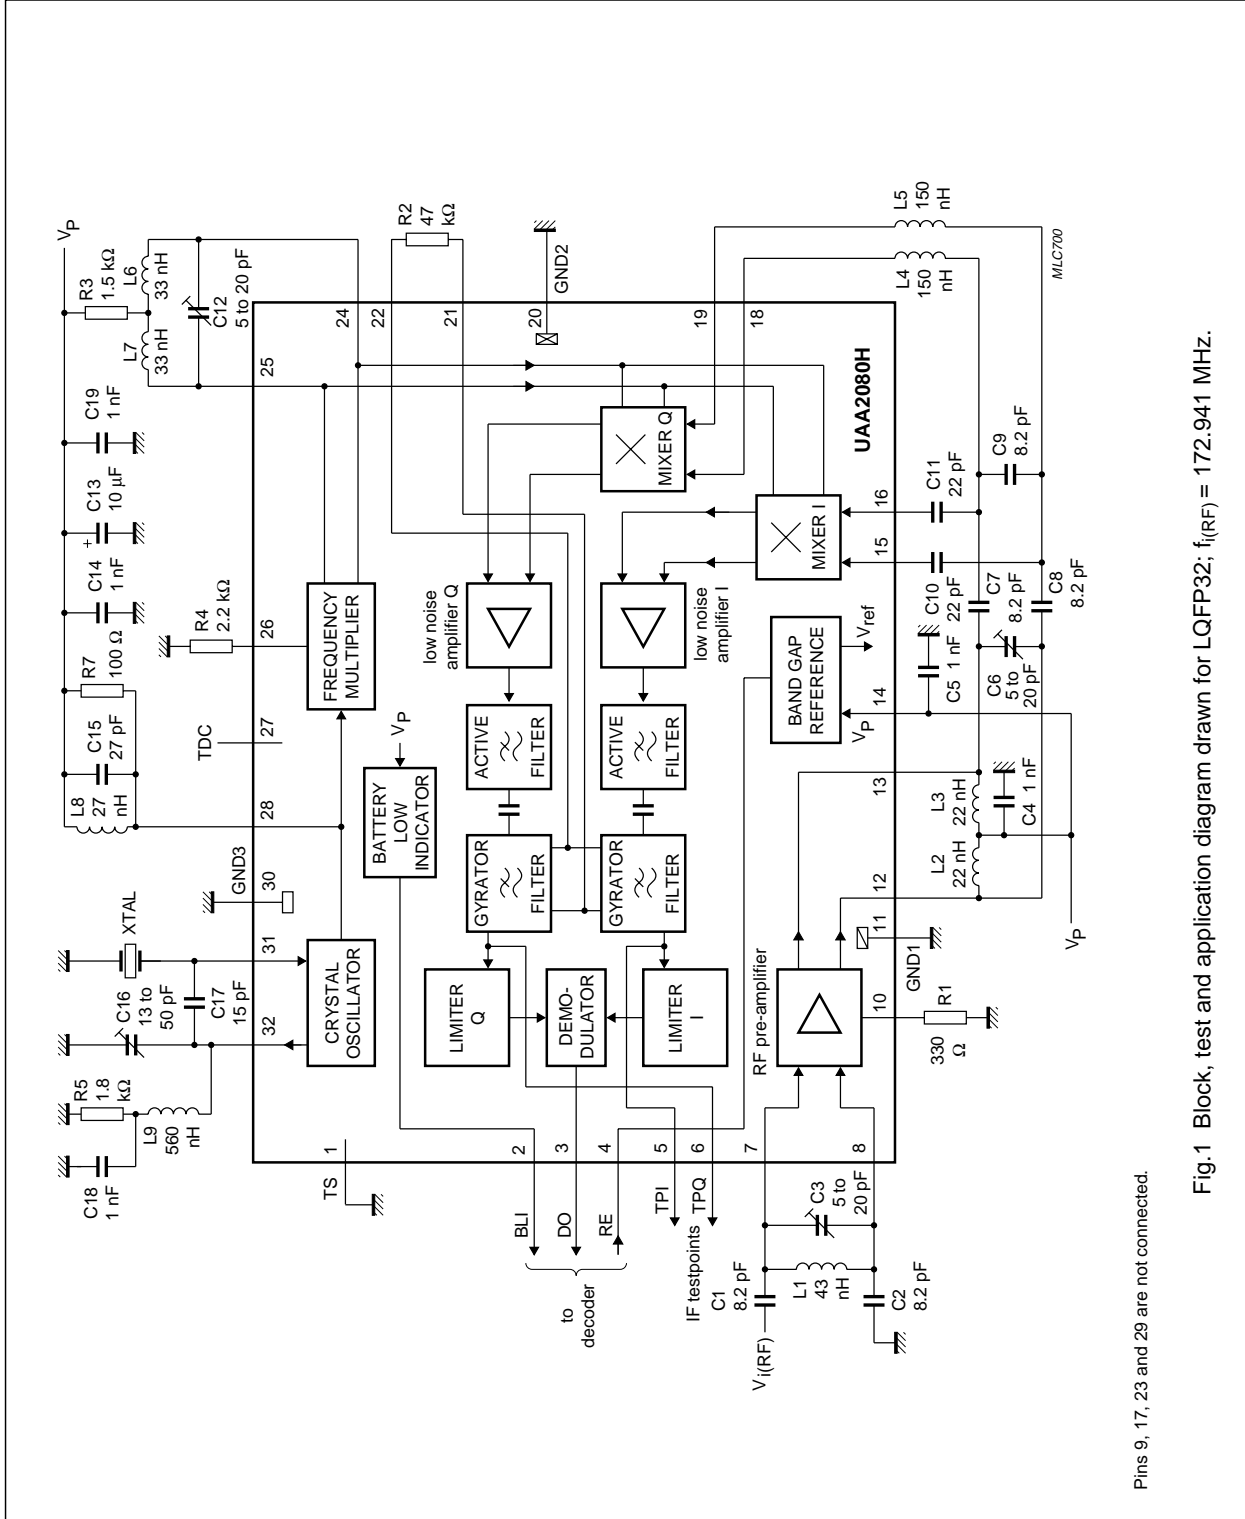 V_P
R3
1.5 kΩ
L6
33 nH
L7
33 nH
C12
5 to 20 pF
C19
1 nF
C13
10 µF
+
C14
1 nF
R7
100 Ω
C15
27 pF
L8
27
nH
R4
2.2 kΩ
TDC
GND3
XTAL
C16
13 to
50 pF
C17
15 pF
R5
1.8
kΩ
L9
560
nH
C18
1 nF
TS
1
32
31
30
28
27
26
25
24
22
21
20
19
18
R2
47
kΩ
GND2
L5
150
nH
L4
150
nH
MLC700
CRYSTAL
OSCILLATOR
FREQUENCY
MULTIPLIER
BATTERY
LOW
INDICATOR
V_P
low noise
amplifier Q
ACTIVE
FILTER
GYRATOR
FILTER
LIMITER
Q
DEMO-
DULATOR
LIMITER
I
GYRATOR
FILTER
ACTIVE
FILTER
low noise
amplifier I
MIXER Q
MIXER I
UAA2080H
BAND GAP
REFERENCE
V_ref
V_P
RF pre-amplifier
2
3
4
5
6
7
8
BLI
DO
RE
to
decoder
TPI
TPQ
IF testpoints
C1
8.2 pF
V_i(RF)
L1
43
nH
C3
5 to
20 pF
C2
8.2 pF
10
11
12
13
14
15
16
R1
330
Ω
GND1
L2
22 nH
L3
22 nH
C4
1 nF
V_P
C5
1 nF
C6
5 to
20 pF
C7
8.2 pF
C8
8.2 pF
C10
22 pF
C11
22 pF
C9
8.2 pF
Pins 9, 17, 23 and 29 are not connected.
Fig.1 Block, test and application diagram drawn for LQFP32; f_i(RF) = 172.941 MHz.